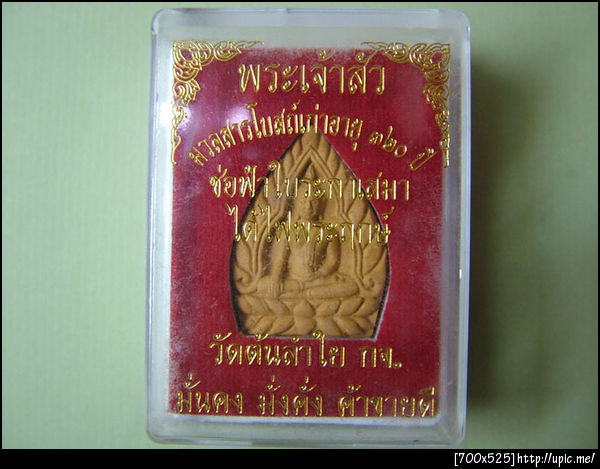 พระเจ้าสัว
มวลสารโบสถ์เก่าอายุ ๓๒๐ ปี
ช่อฟ้าใบระกาเสมา
ได้ไฟพระฤกษ์
วัดต้นลำใย กจ.
มั่นคง มั่งคั่ง ค้าขายดี
[700x525]http://upic.me/